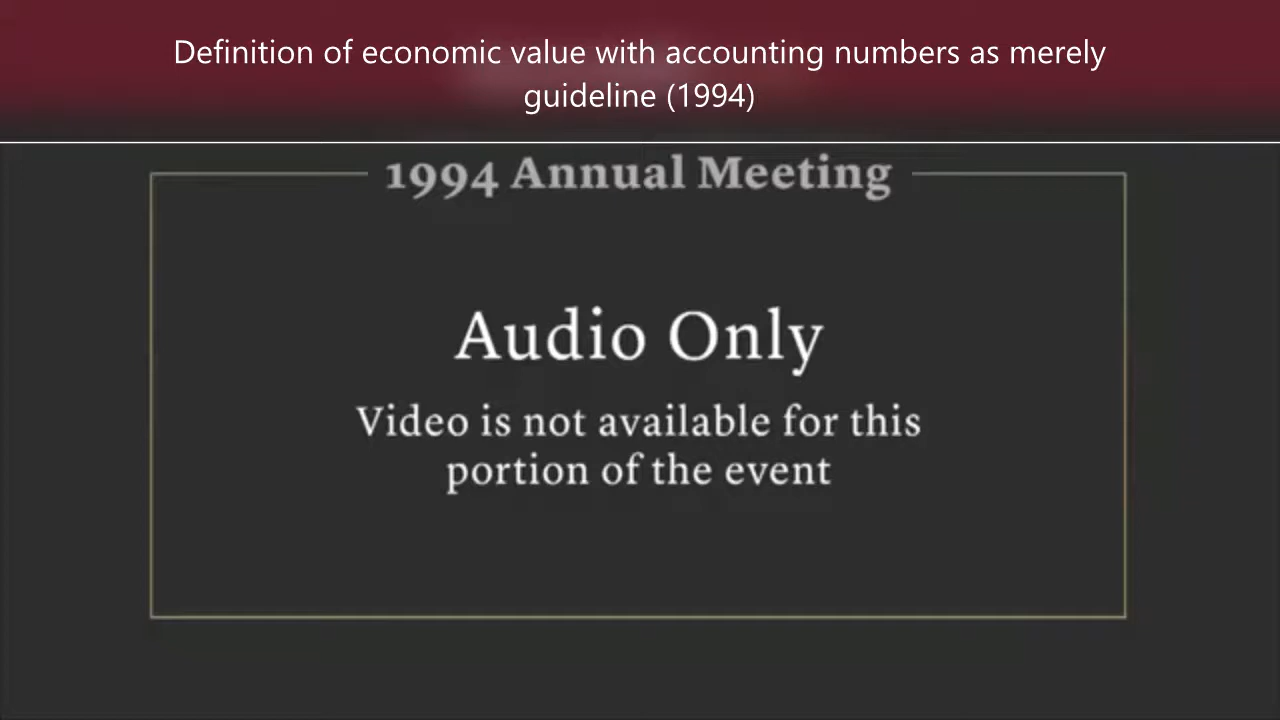 Definition of economic value with accounting numbers as merely
guideline (1994)
1994 Annual Meeting
Audio Only
Video is not available for this
portion of the event